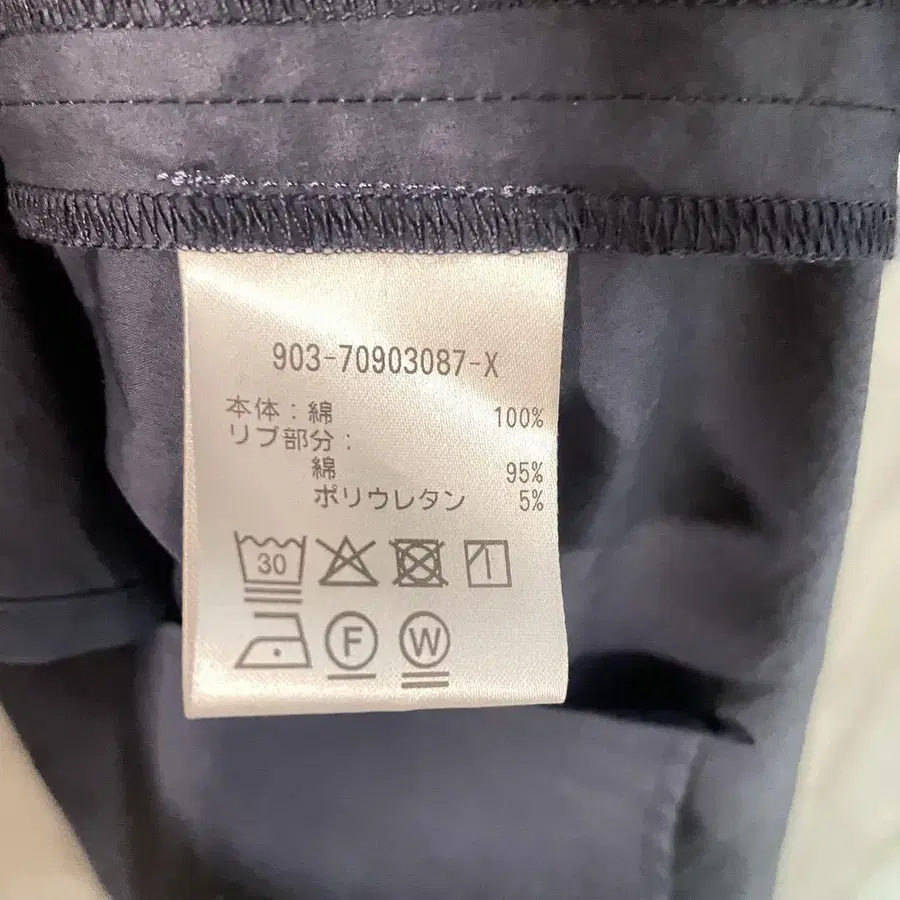 903-70903087-X
本体：綿 100%
リブ部分：
綿 95%
ポリウレタン 5%
30
F W